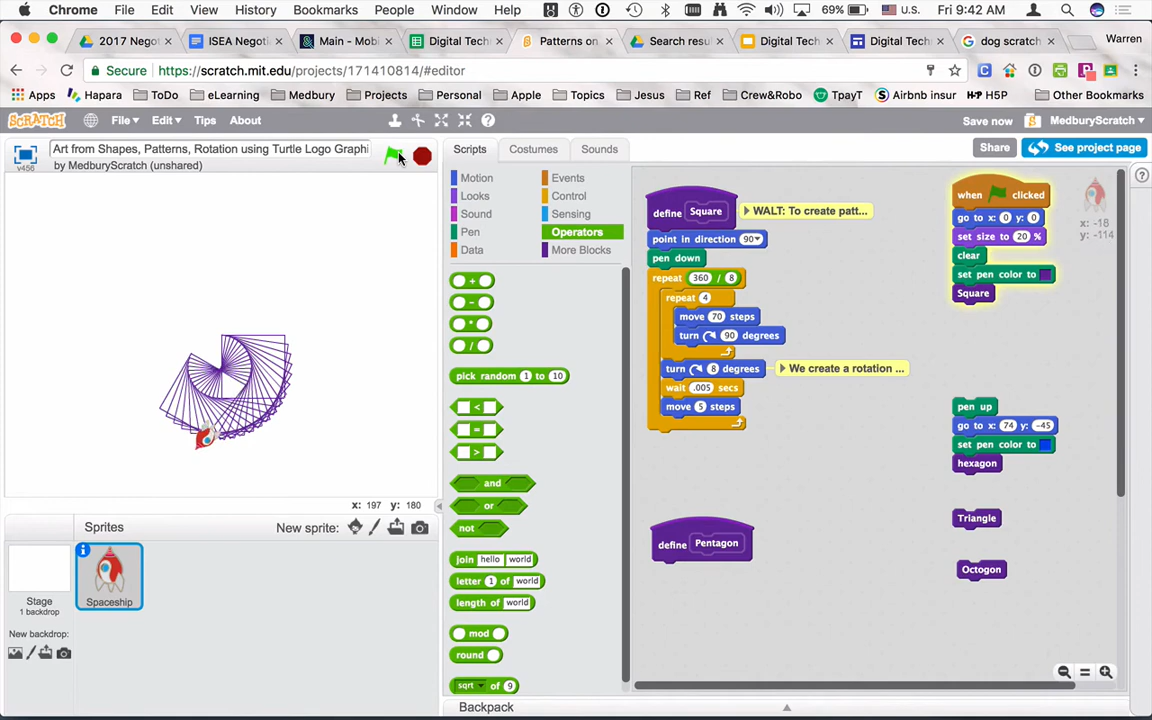 Chrome File Edit View History Bookmarks People Window Help 69% U.S. Fri 9:42 AM
2017 Negot ISEA Negoti Main - Mobi Digital Techn Patterns on Search resul Digital Tech Digital Techn dog scratch Warren
Secure https://scratch.mit.edu/projects/171410814/#editor
Apps Hapara ToDo eLearning Medbury Projects Personal Apple Topics Jesus Ref Crew&Robo TpayT Airbnb insur H5P Other Bookmarks
SCRATCH File Edit Tips About Save now MedburyScratch
v456
Art from Shapes, Patterns, Rotation using Turtle Logo Graphi
by MedburyScratch (unshared)
Scripts Costumes Sounds
Share See project page
Motion Events
Looks Control
Sound Sensing
Pen Operators
Data More Blocks
+
-
*
/
pick random 1 to 10
<
=
>
and
or
not
join hello world
letter 1 of world
length of world
mod
round
sqrt of 9
define Square
WALT: To create patt...
point in direction 90
pen down
repeat 360 / 8
repeat 4
move 70 steps
turn 90 degrees
turn 8 degrees
We create a rotation ...
wait .005 secs
move 5 steps
define Pentagon
when clicked
go to x: 0 y: 0
set size to 20 %
clear
set pen color to
Square
pen up
go to x: 74 y: -45
set pen color to
hexagon
Triangle
Octogon
x: -18
y: -114
x: 197 y: 180
Sprites New sprite:
Stage
1 backdrop
New backdrop:
Spaceship
Backpack